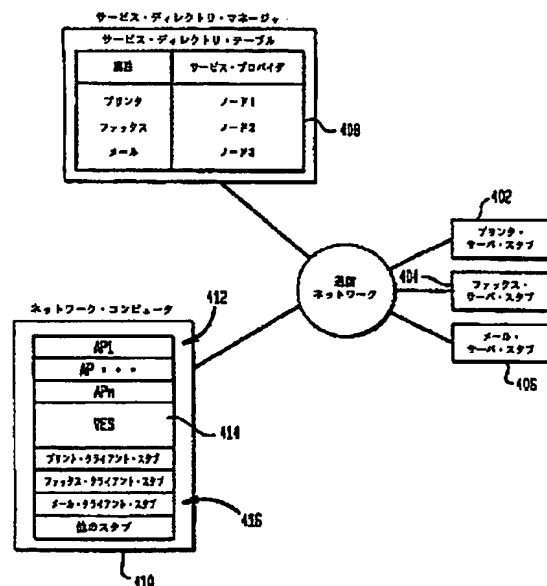 サービス・ディレクトリ・マネージャ
サービス・ディレクトリ・テーブル
サービス・プロバイダ
プリンタ ノード1
ファックス ノード2
メール ノード3
408
通信
ネットワーク
402
プリンタ・
サーバ・スタブ
404
ファックス・
サーバ・スタブ
メール・
サーバ・スタブ
406
ネットワーク・コンピュータ
412
AP1
AP・・・
APn
VES
414
プリント・クライアント・スタブ
ファックス・クライアント・スタブ
メール・クライアント・スタブ
416
他のスタブ
410